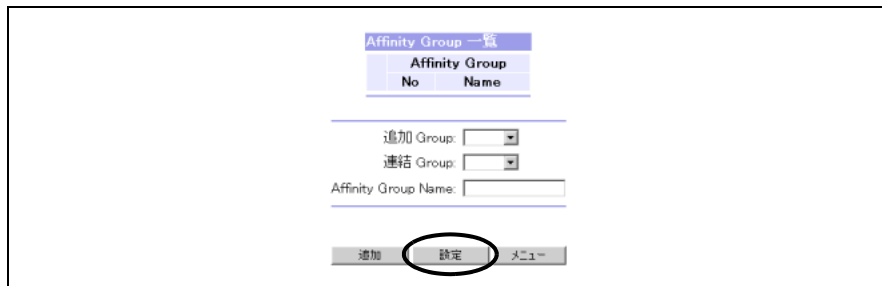 Affinity Group 一覧
Affinity Group
No Name
追加 Group:
連結 Group:
Affinity Group Name:
追加 設定 メニュー